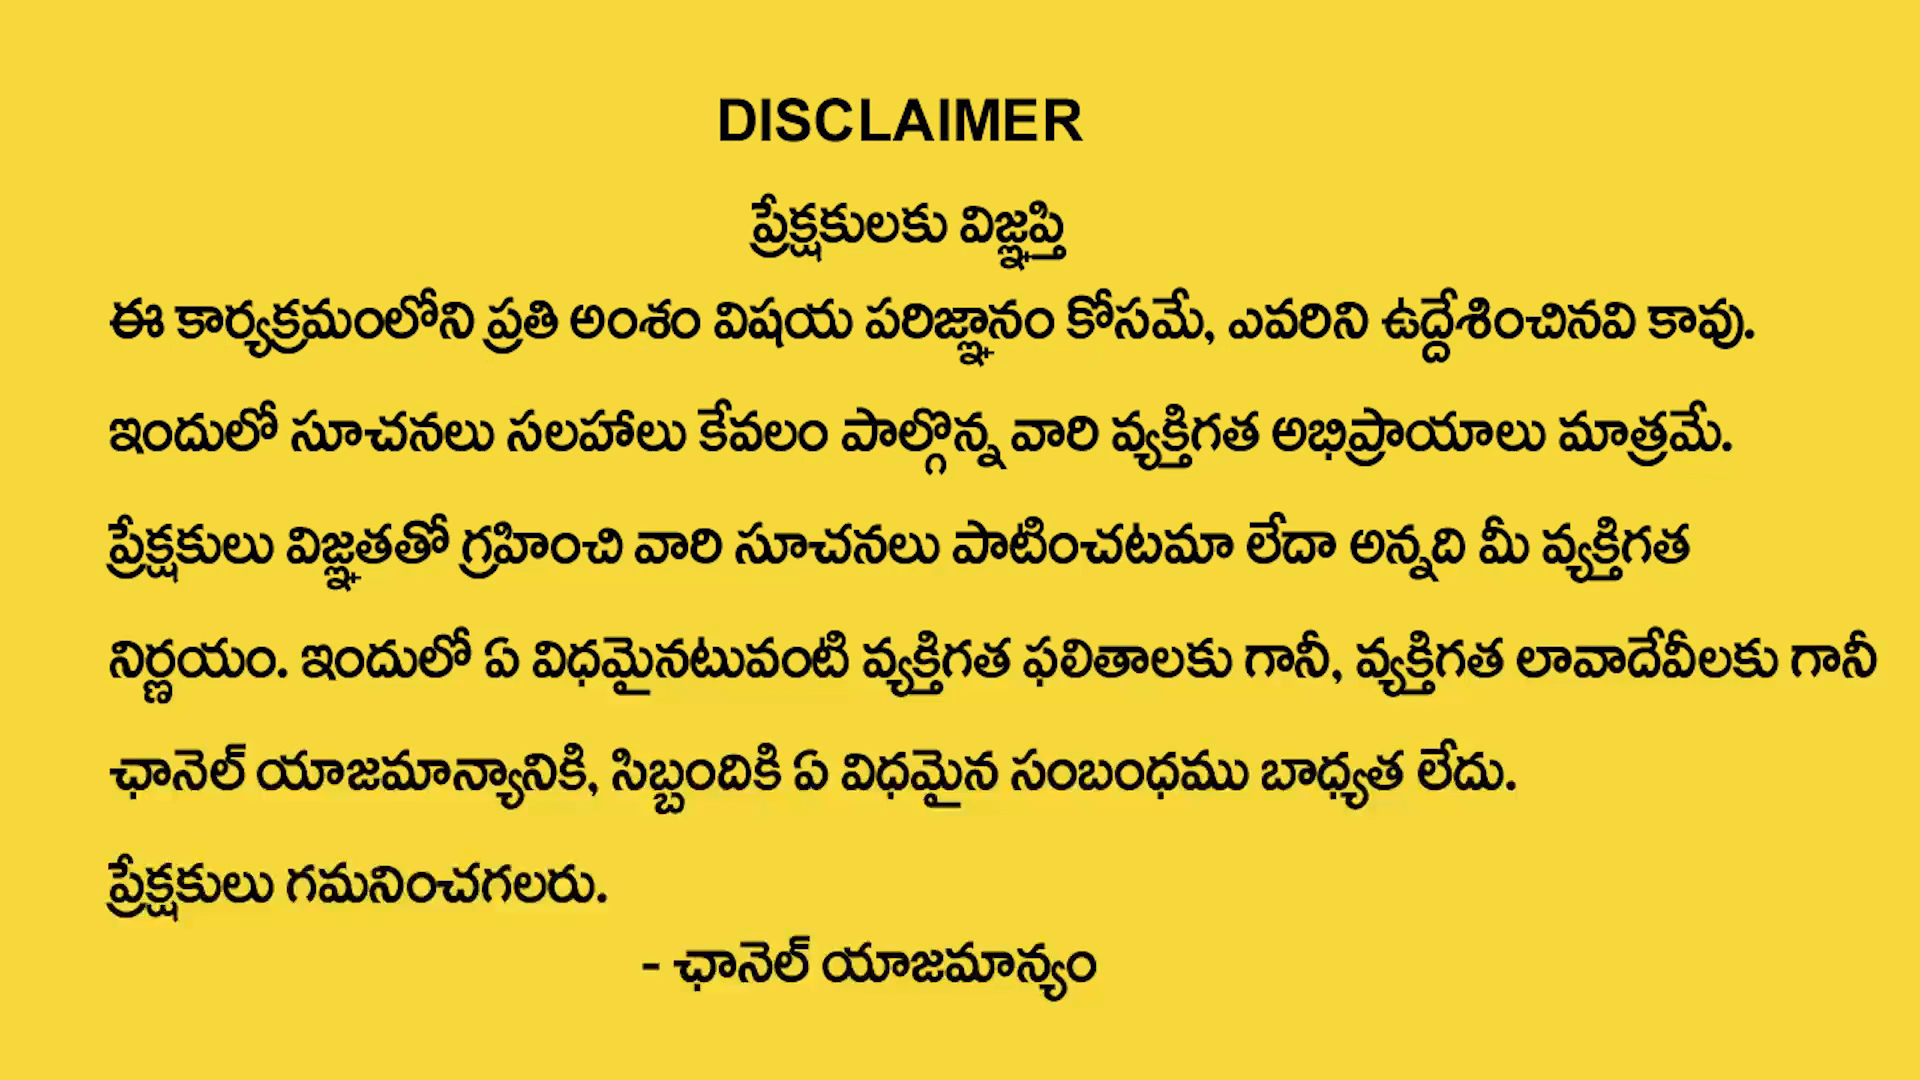 DISCLAIMER
ప్రేక్షకులకు విజ్ఞప్తి
ఈ కార్యక్రమంలోని ప్రతి అంశం విషయ పరిజ్ఞానం కోసమే, ఎవరిని ఉద్దేశించినవి కావు.
ఇందులో సూచనలు సలహాలు కేవలం పాల్గొన్న వారి వ్యక్తిగత అభిప్రాయాలు మాత్రమే.
ప్రేక్షకులు విజ్ఞతతో గ్రహించి వారి సూచనలు పాటించటమా లేదా అన్నది మీ వ్యక్తిగత
నిర్ణయం. ఇందులో ఏ విధమైనటువంటి వ్యక్తిగత ఫలితాలకు గానీ, వ్యక్తిగత లావాదేవీలకు గానీ
ఛానెల్ యాజమాన్యానికి, సిబ్బందికి ఏ విధమైన సంబంధము బాధ్యత లేదు.
ప్రేక్షకులు గమనించగలరు.
- ఛానెల్ యాజమాన్యం